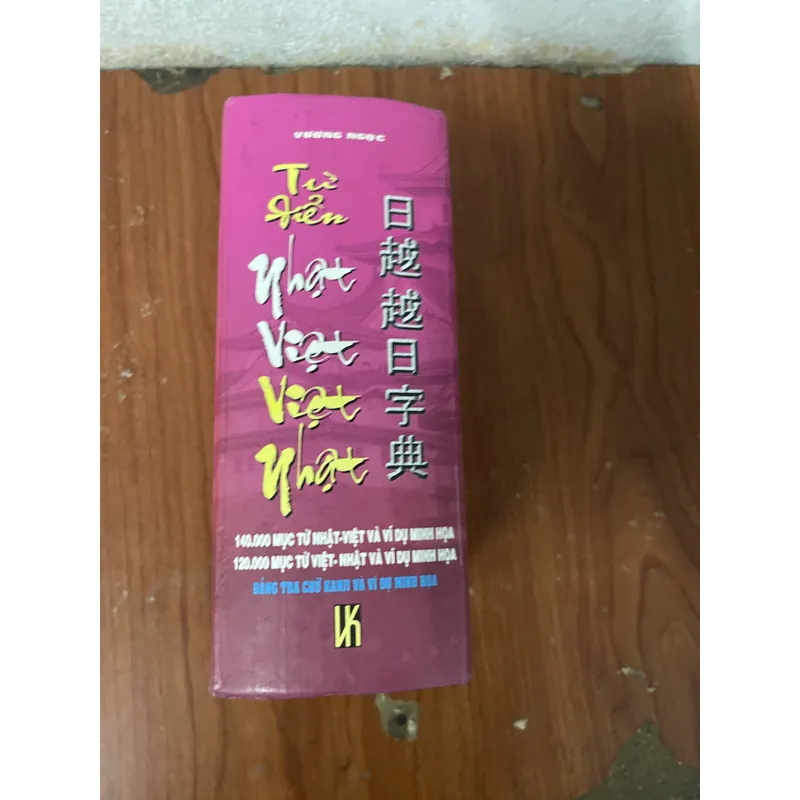 VƯƠNG NGỌC
Từ
điển
Nhật
Việt
Việt
Nhật
日越越日字典
140.000 MỤC TỪ NHẬT-VIỆT VÀ VÍ DỤ MINH HỌA
120.000 MỤC TỪ VIỆT- NHẬT VÀ VÍ DỤ MINH HỌA
BẢNG TRA CHỮ KANJI VÀ VÍ DỤ MINH HỌA
VK